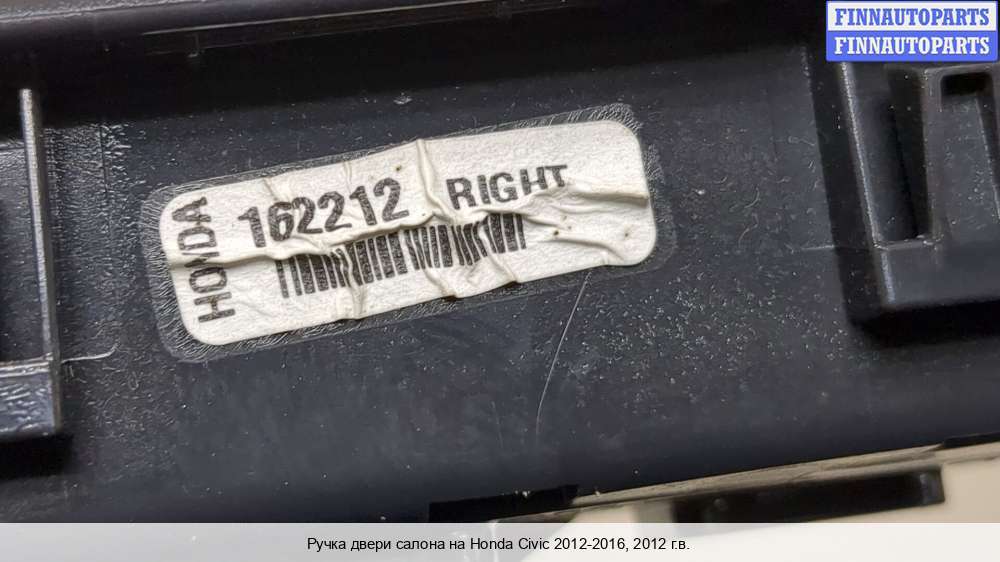 FINNAUTOPARTS
FINNAUTOPARTS
HONDA
162212 RIGHT
Ручка двери салона на Honda Civic 2012-2016, 2012 г.в.